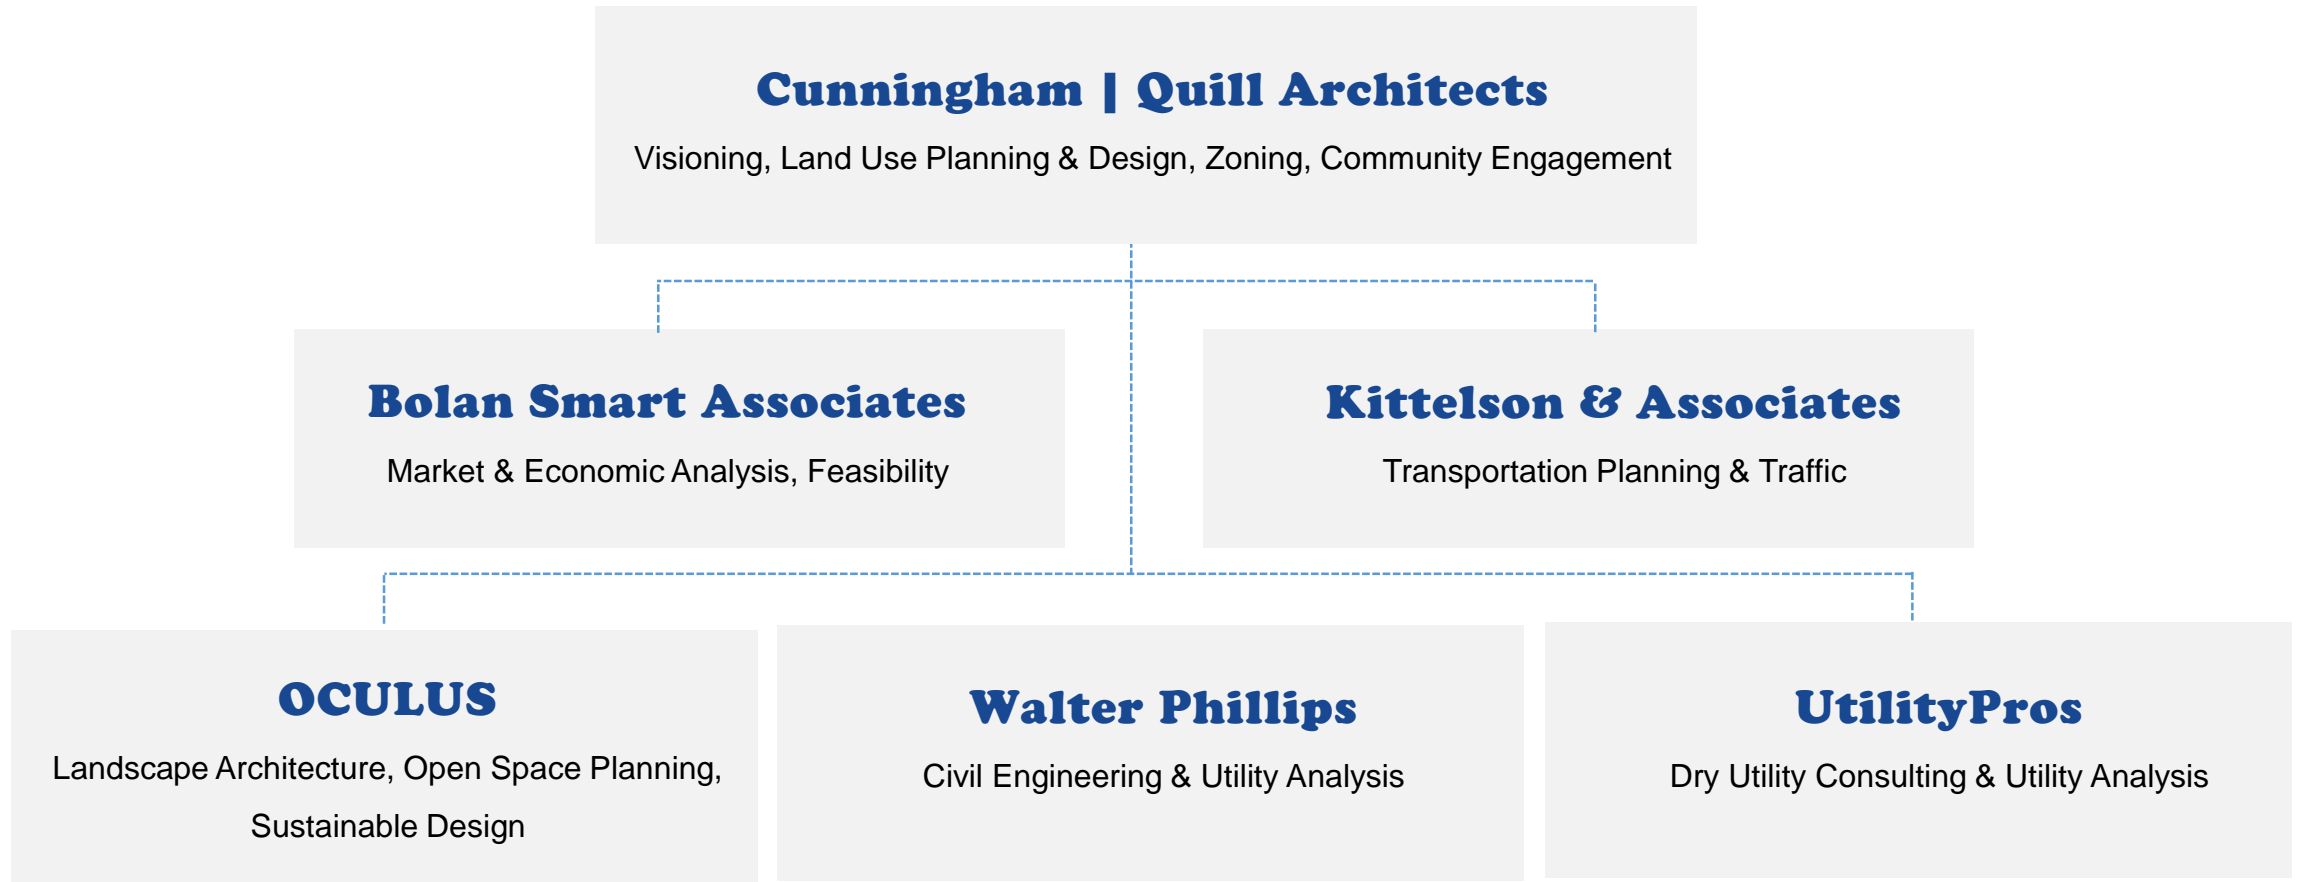 Cunningham | Quill Architects
Visioning, Land Use Planning & Design, Zoning, Community Engagement
Bolan Smart Associates
Market & Economic Analysis, Feasibility
Kittelson & Associates
Transportation Planning & Traffic
OCULUS
Landscape Architecture, Open Space Planning,
Sustainable Design
Walter Phillips
Civil Engineering & Utility Analysis
UtilityPros
Dry Utility Consulting & Utility Analysis